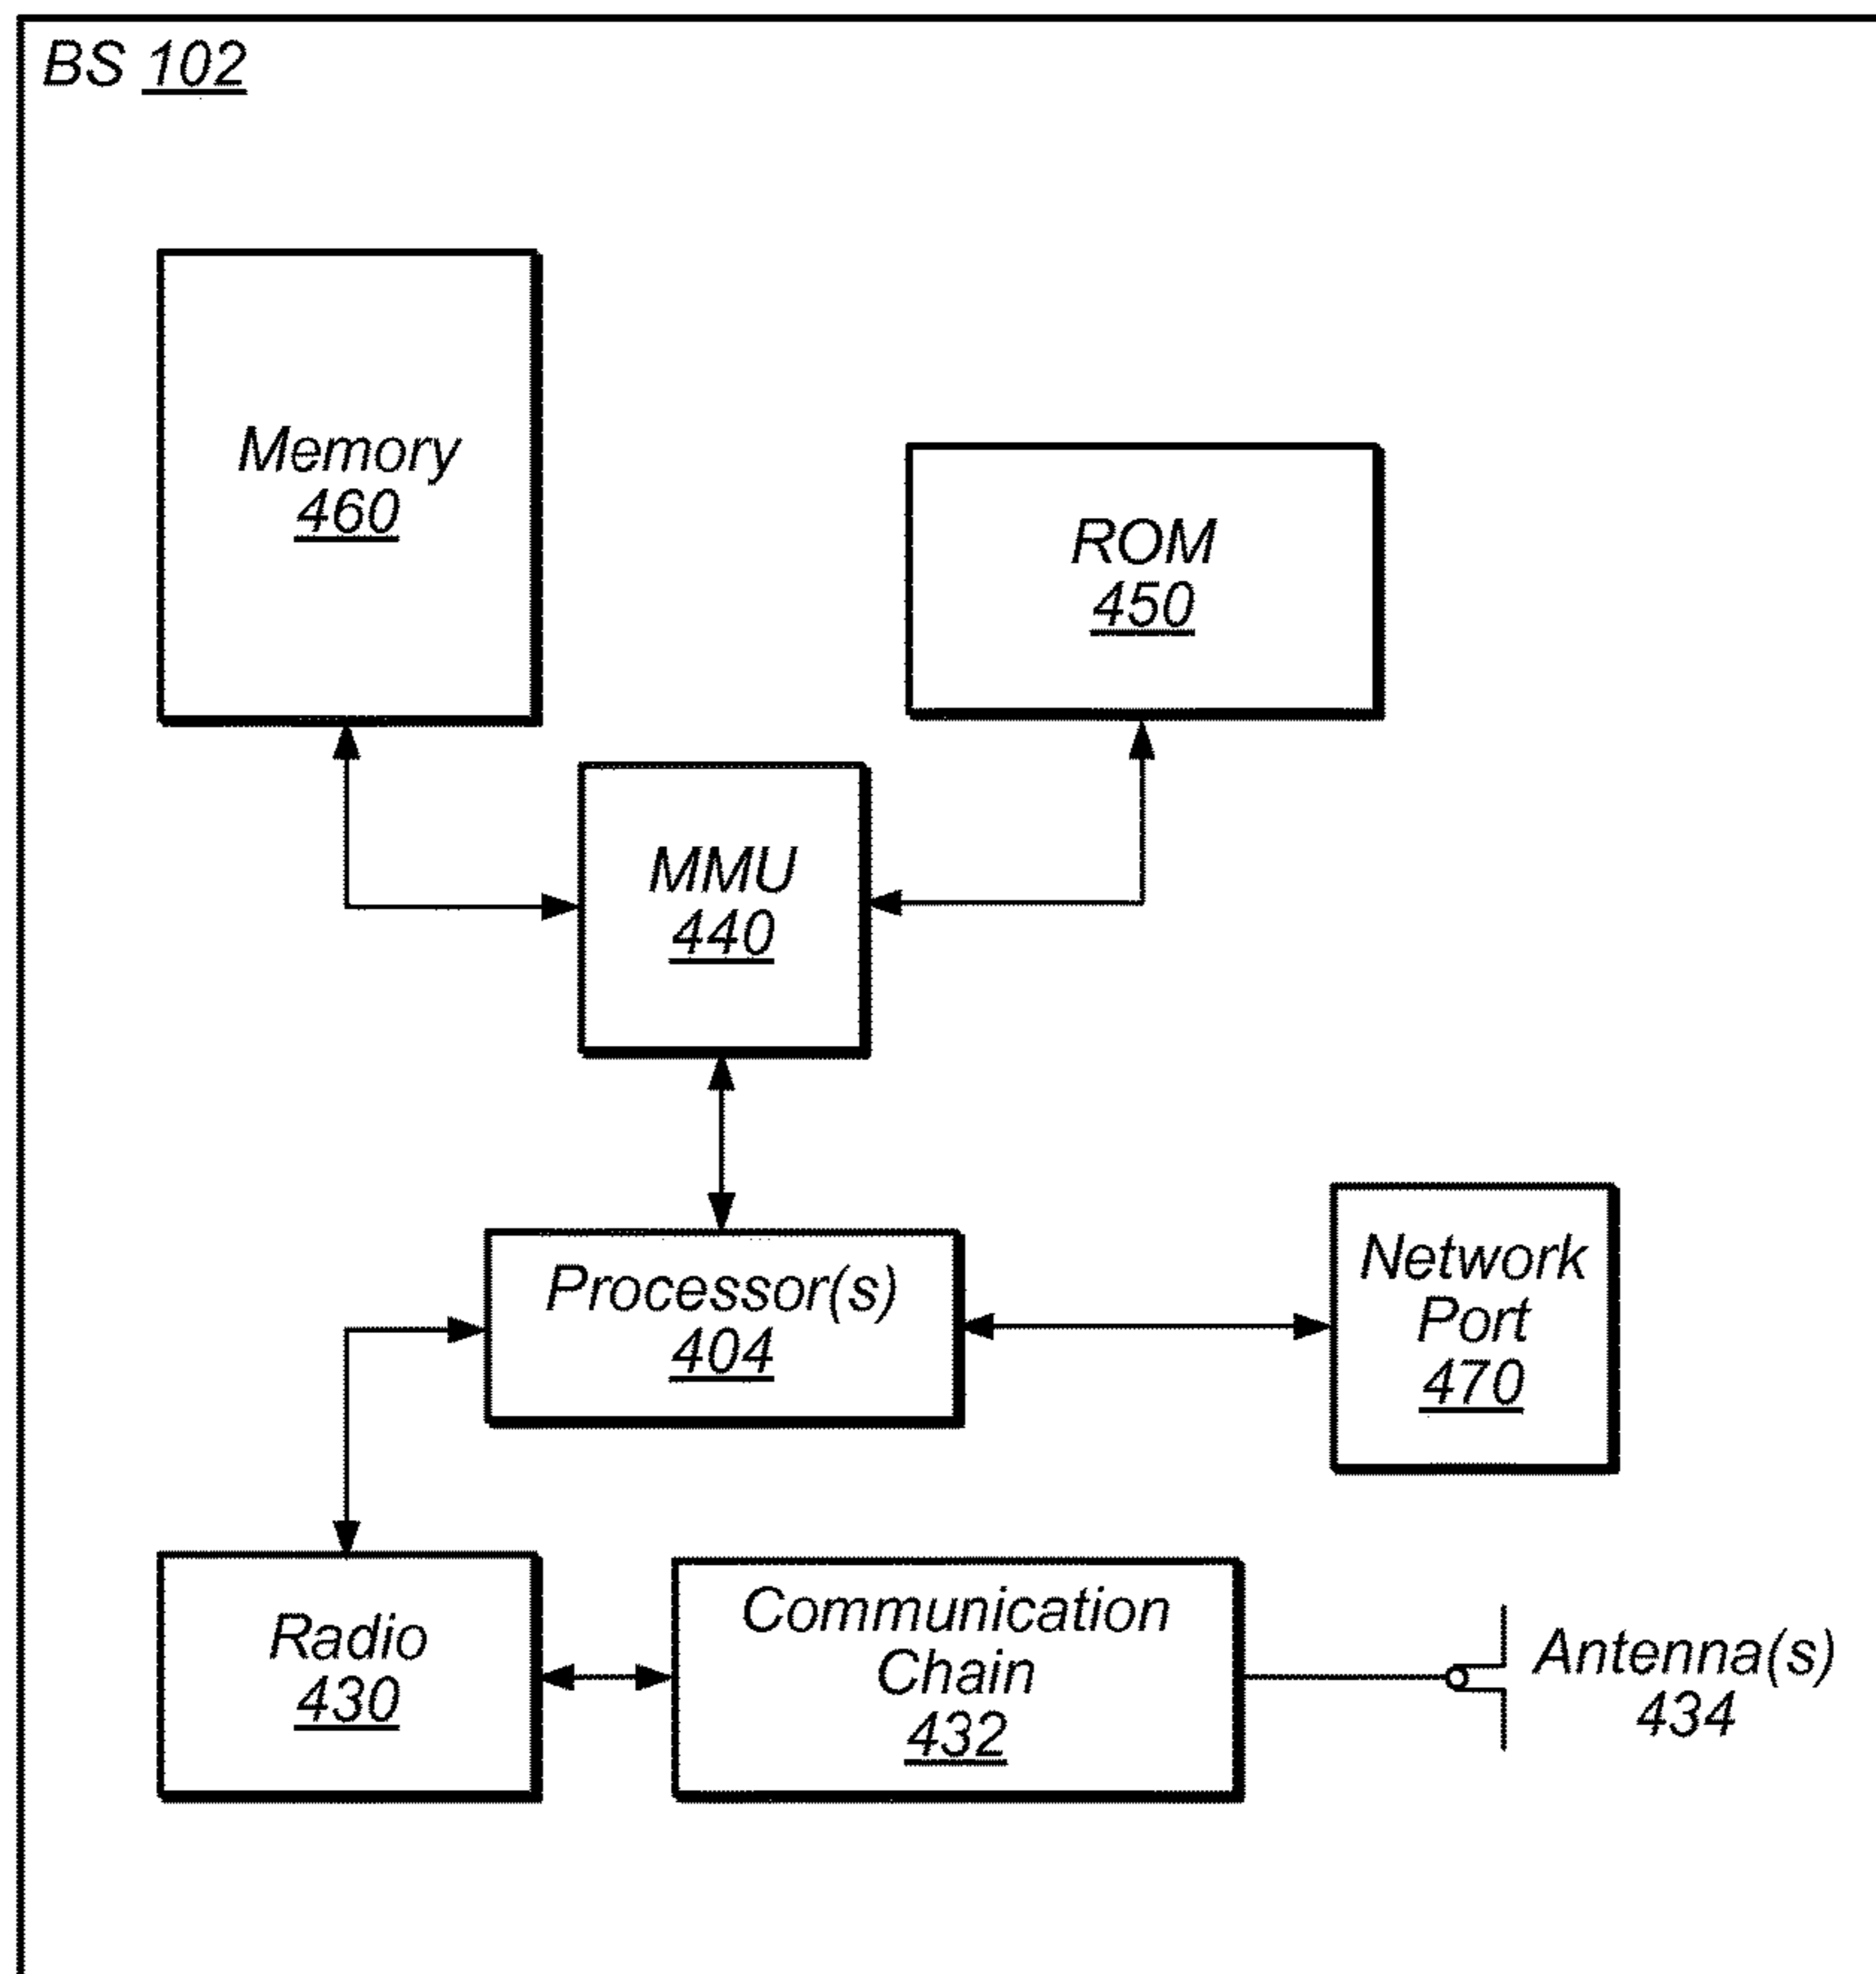 BS 102
Memory
460
ROM
450
MMU
440
Processor(s)
404
Network
Port
470
Radio
430
Communication
Chain
432
Antenna(s)
434